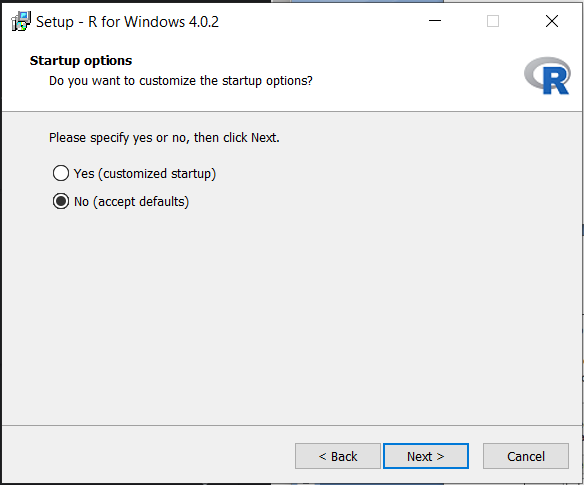 Setup - R for Windows 4.0.2
Startup options
Do you want to customize the startup options?
R
Please specify yes or no, then click Next.
Yes (customized startup)
No (accept defaults)
< Back
Next >
Cancel